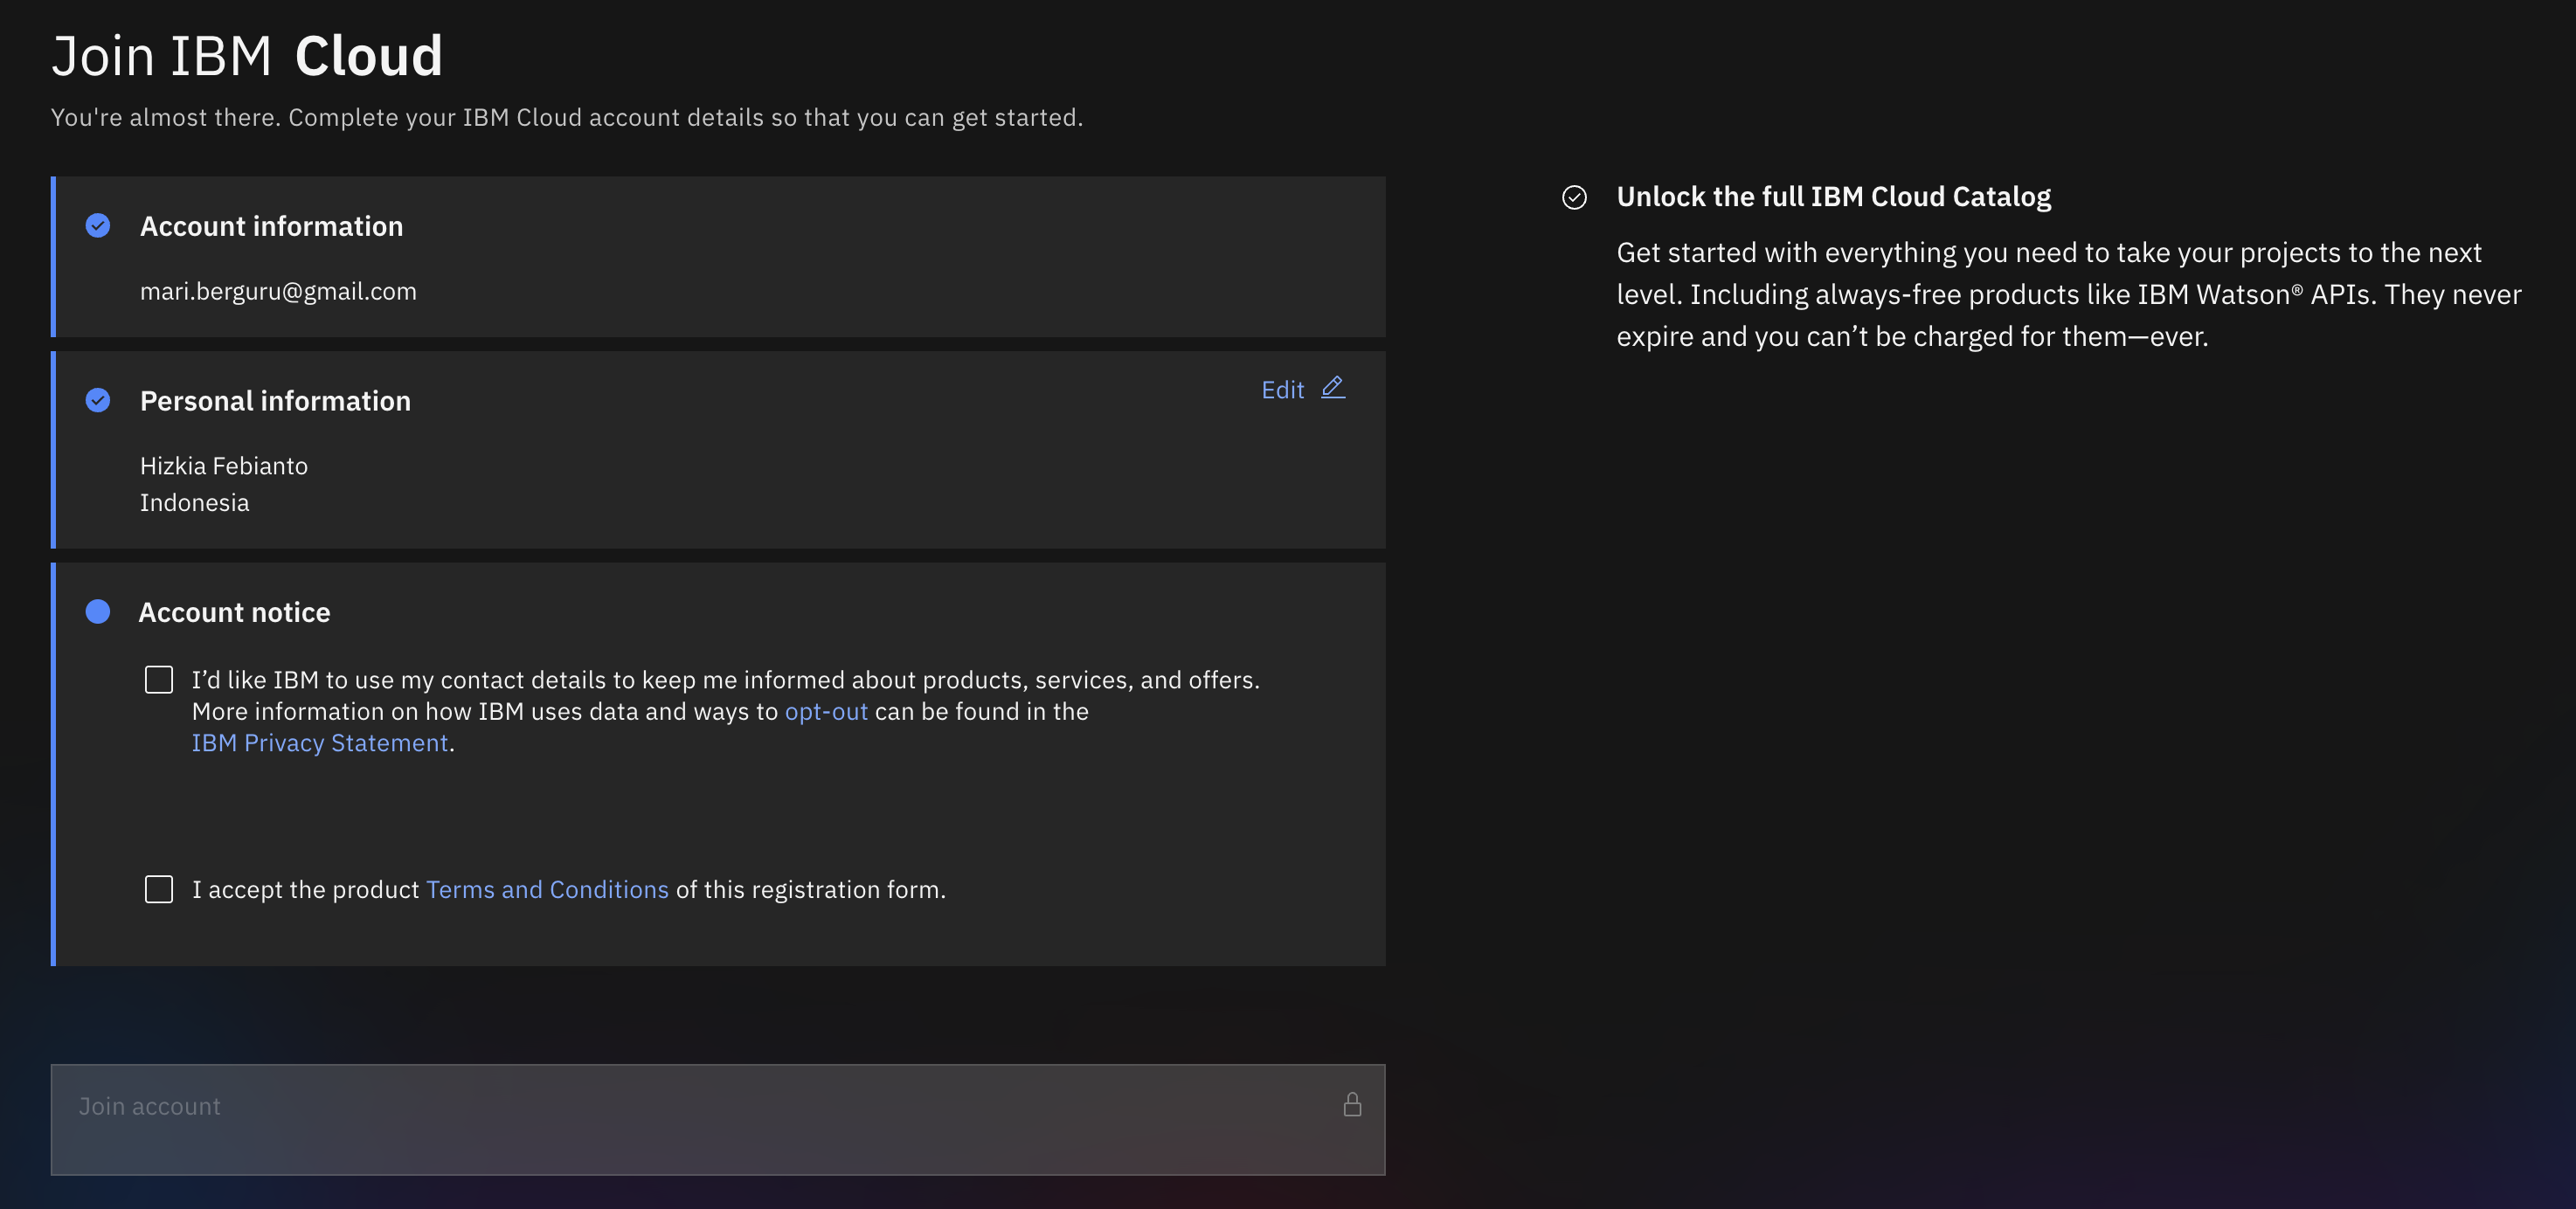 Join IBM Cloud
You're almost there. Complete your IBM Cloud account details so that you can get started.
Account information
mari.berguru@gmail.com
Personal information
Edit
Hizkia Febianto
Indonesia
Account notice
I’d like IBM to use my contact details to keep me informed about products, services, and offers.
More information on how IBM uses data and ways to opt-out can be found in the
IBM Privacy Statement.
I accept the product Terms and Conditions of this registration form.
Join account
Unlock the full IBM Cloud Catalog
Get started with everything you need to take your projects to the next
level. Including always-free products like IBM Watson® APIs. They never
expire and you can’t be charged for them—ever.